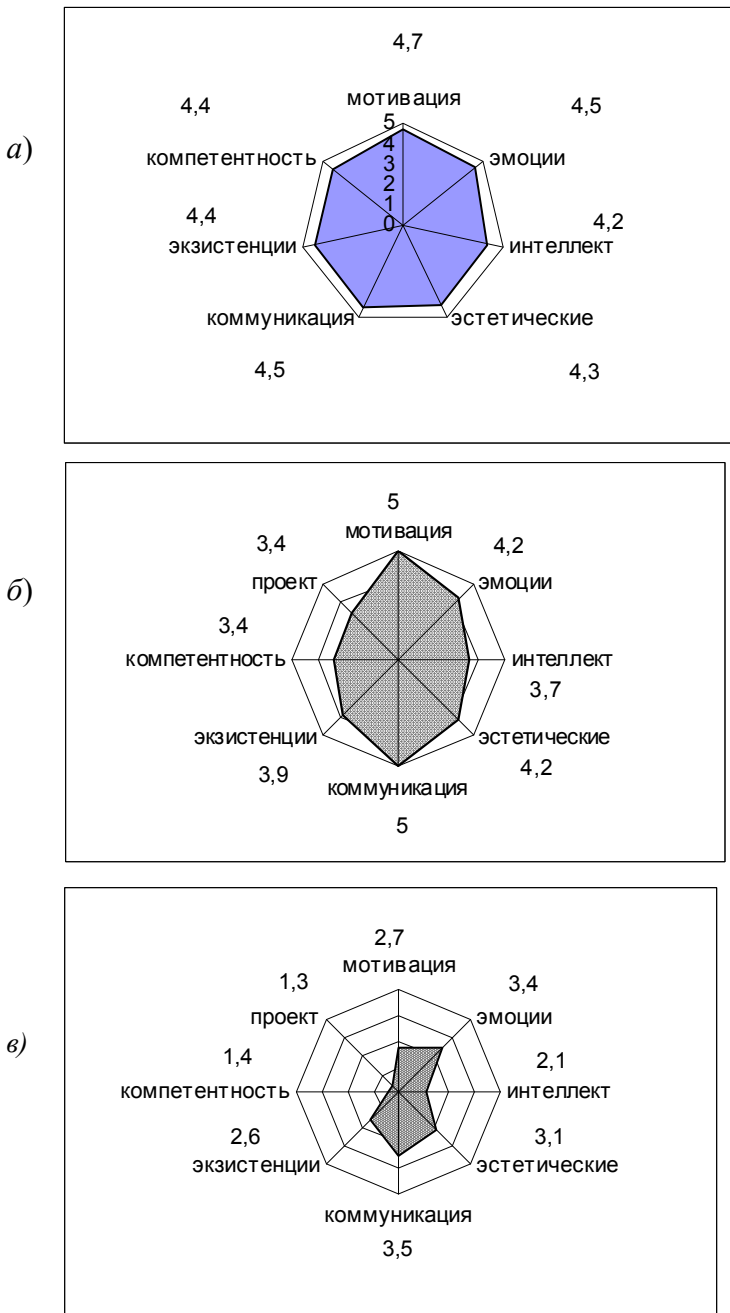 4,7
мотивация
4,4
4,5
а)
5
4
3
2
1
0
компетентность
эмоции
4,4
4,2
экзистенции
интеллект
коммуникация
эстетические
4,5
4,3
5
мотивация
3,4
4,2
б)
проект
эмоции
3,4
компетентность
интеллект
3,7
экзистенции
эстетические
3,9
4,2
коммуникация
5
2,7
мотивация
1,3
3,4
проект
эмоции
в)
1,4
2,1
компетентность
интеллект
2,6
3,1
экзистенции
эстетические
коммуникация
3,5